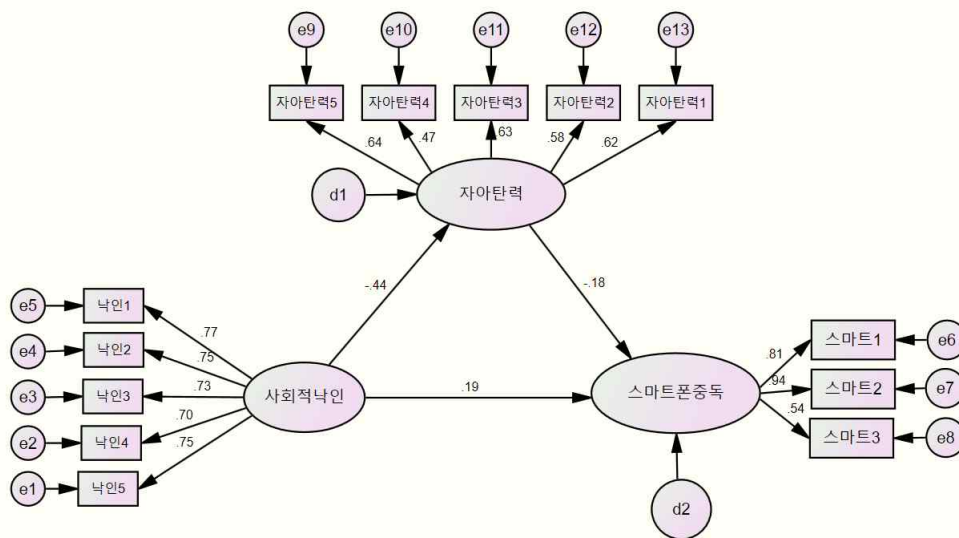 e9
e10
e11
e12
e13
자아탄력5
자아탄력4
자아탄력3
자아탄력2
자아탄력1
.64
.47
.63
.58
.62
d1
자아탄력
-.44
-.18
e5
낙인1
e4
낙인2
e3
낙인3
e2
낙인4
e1
낙인5
.77
.75
.73
.70
.75
사회적낙인
.19
스마트폰중독
.81
.94
.54
스마트1
e6
스마트2
e7
스마트3
e8
d2